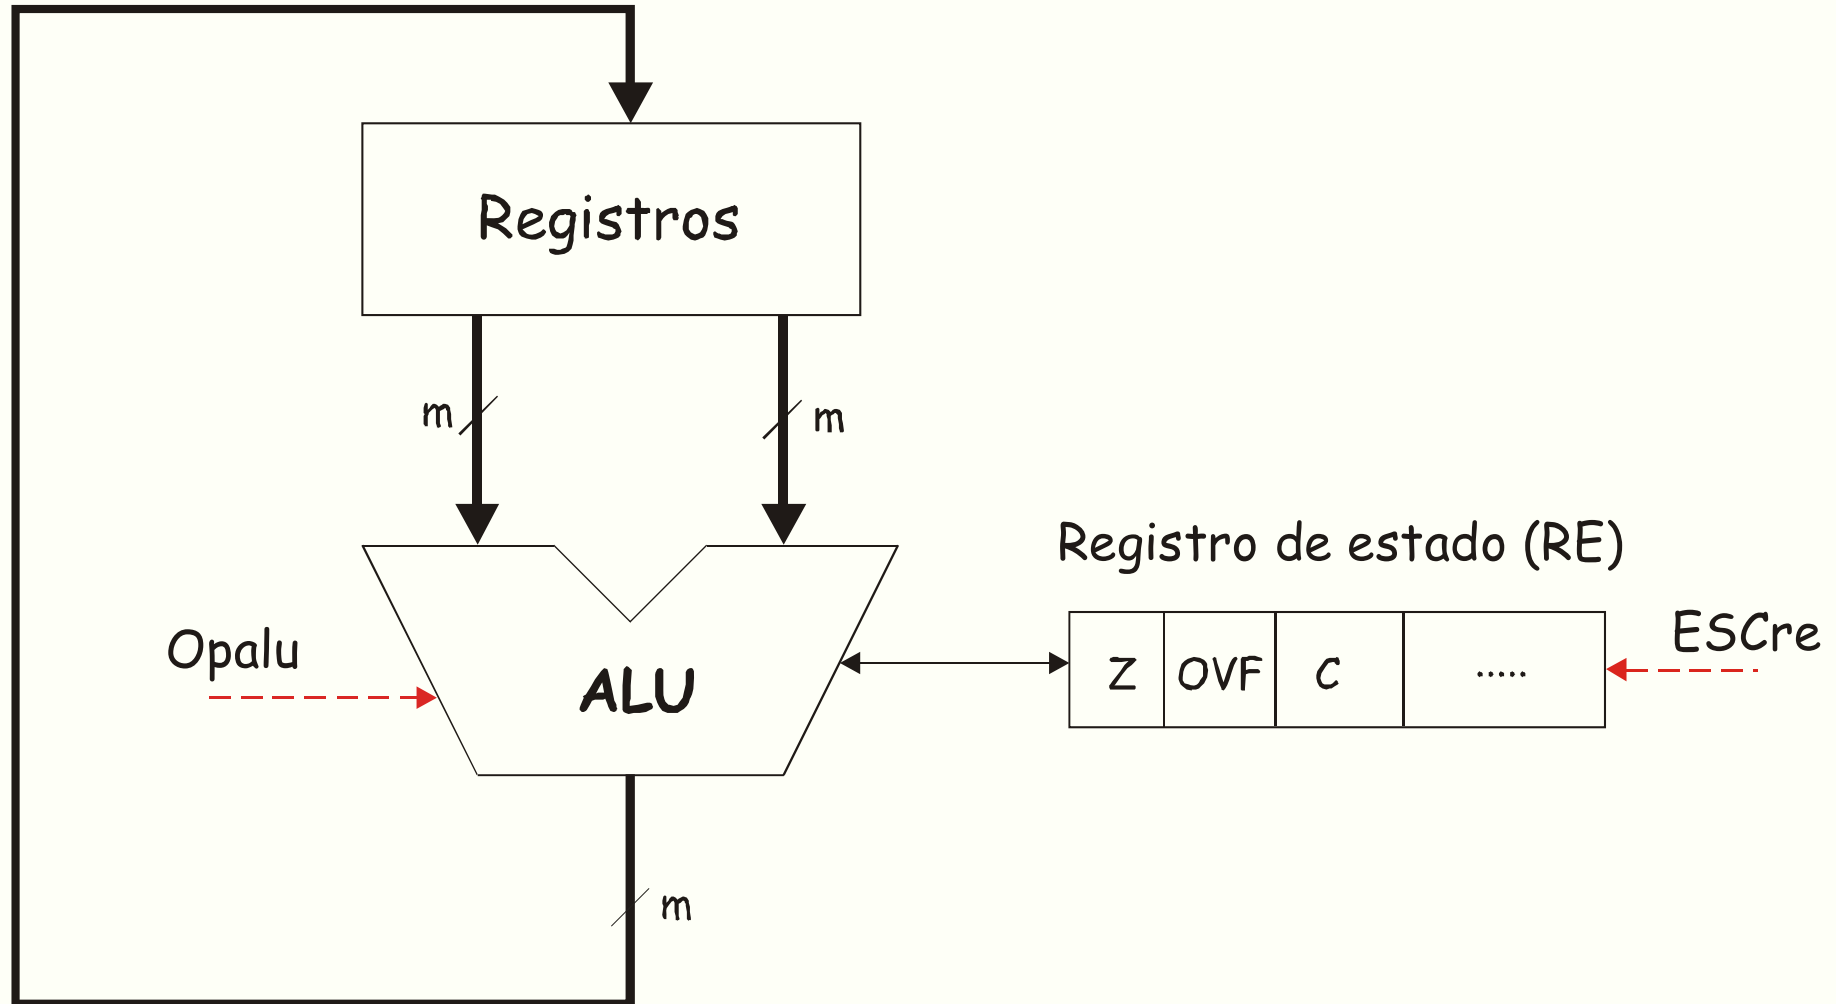 Registros
m
m
Registro de estado (RE)
Opalu
ALU
Z OVF C .....
ESCre
m